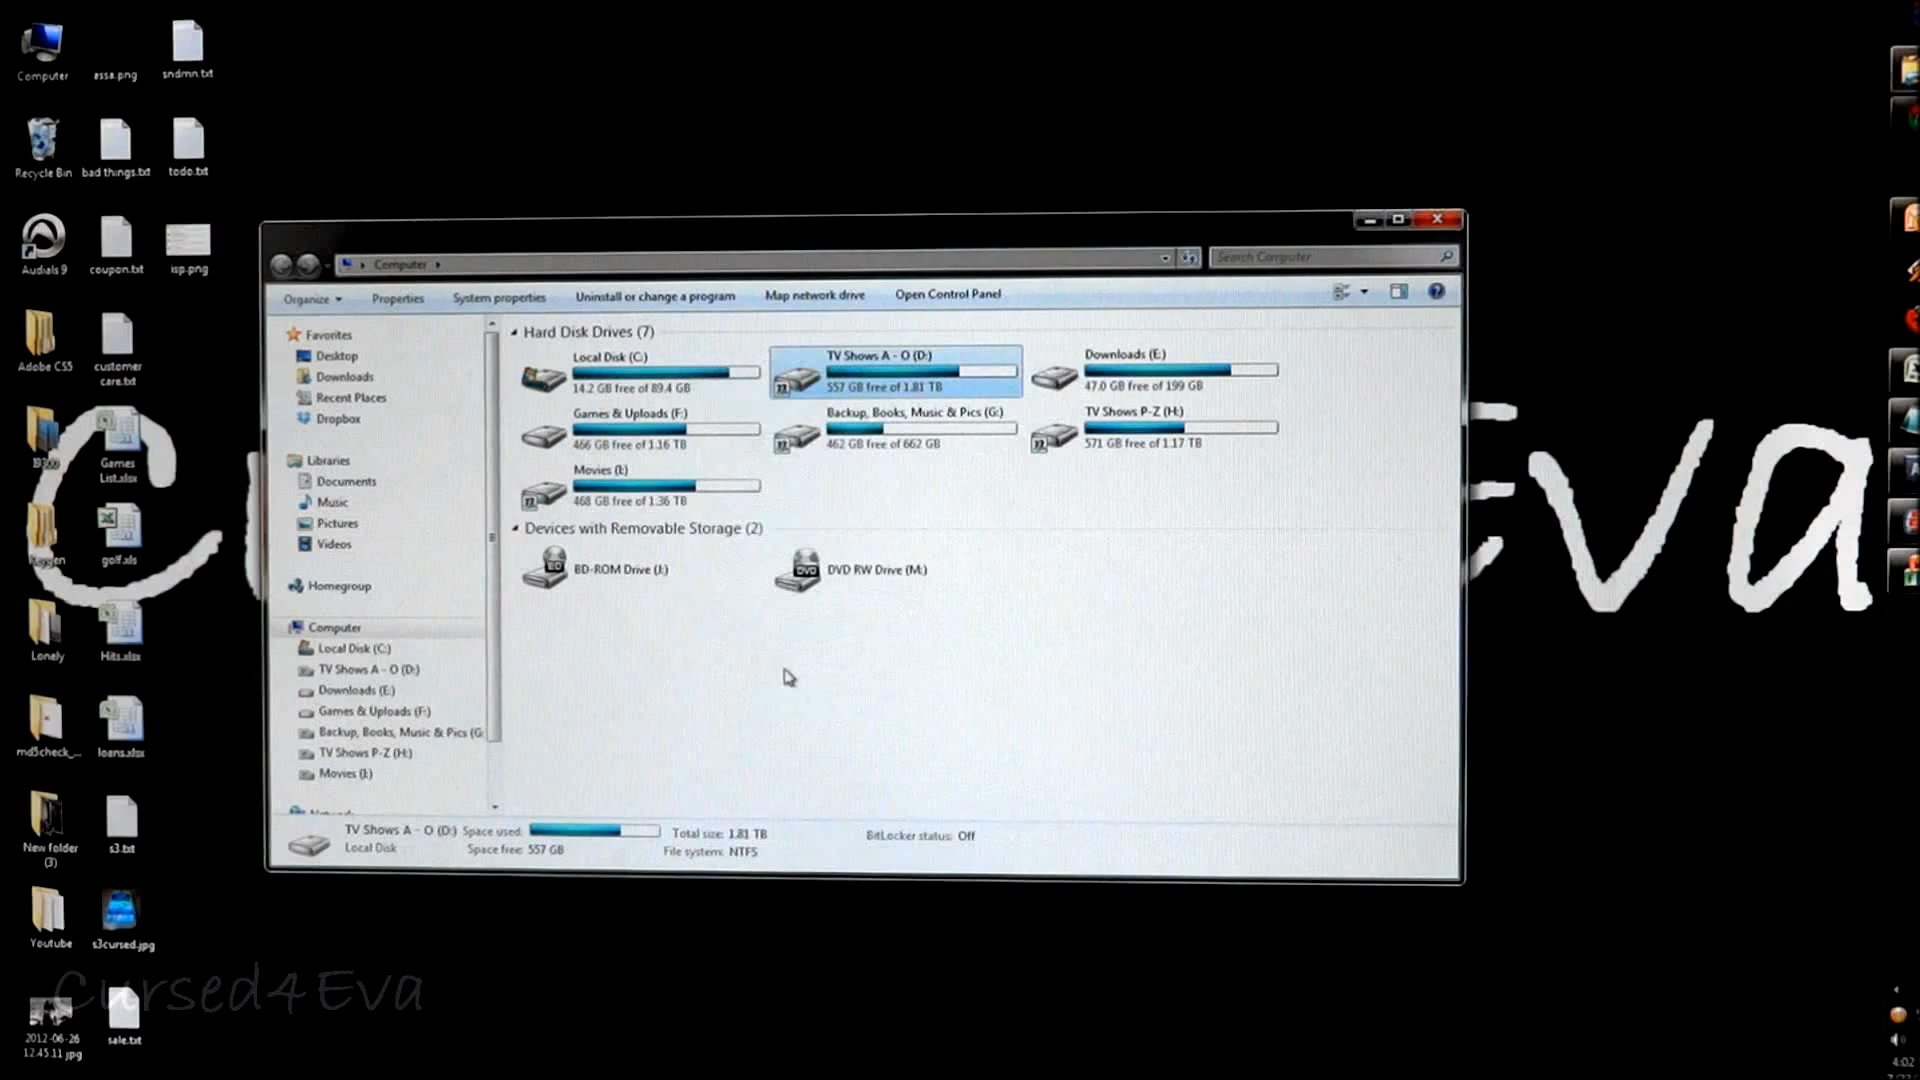 Computer
assa.png
sndmn.txt
Recycle Bin
bad things.txt
todo.txt
Audials 9
coupon.txt
isp.png
Adobe CS5
customer
care.txt
Games
List.xlsx
golf.xls
Lonely
Hits.xlsx
md5check_...
loans.xlsx
New folder
(3)
s3.txt
Youtube
s3cursed.jpg
2012-06-26
12.45.11.jpg
sale.txt
Computer
Search Computer
Organize
Properties
System properties
Uninstall or change a program
Map network drive
Open Control Panel
Favorites
Desktop
Downloads
Recent Places
Dropbox
Libraries
Documents
Music
Pictures
Videos
Homegroup
Computer
Local Disk (C:)
TV Shows A - O (D:)
Downloads (E:)
Games & Uploads (F:)
Backup, Books, Music & Pics (G:
TV Shows P-Z (H:)
Movies (I:)
Hard Disk Drives (7)
Local Disk (C:)
14.2 GB free of 89.4 GB
TV Shows A - O (D:)
557 GB free of 1.81 TB
Downloads (E:)
47.0 GB free of 199 GB
Games & Uploads (F:)
466 GB free of 1.16 TB
Backup, Books, Music & Pics (G:)
462 GB free of 662 GB
TV Shows P-Z (H:)
571 GB free of 1.17 TB
Movies (I:)
468 GB free of 1.36 TB
Devices with Removable Storage (2)
BD-ROM Drive (J:)
DVD RW Drive (M:)
TV Shows A - O (D:) Space used: Total size: 1.81 TB BitLocker status: Off
Local Disk Space free: 557 GB File system: NTFS
Eva
Cursed4Eva
4:02